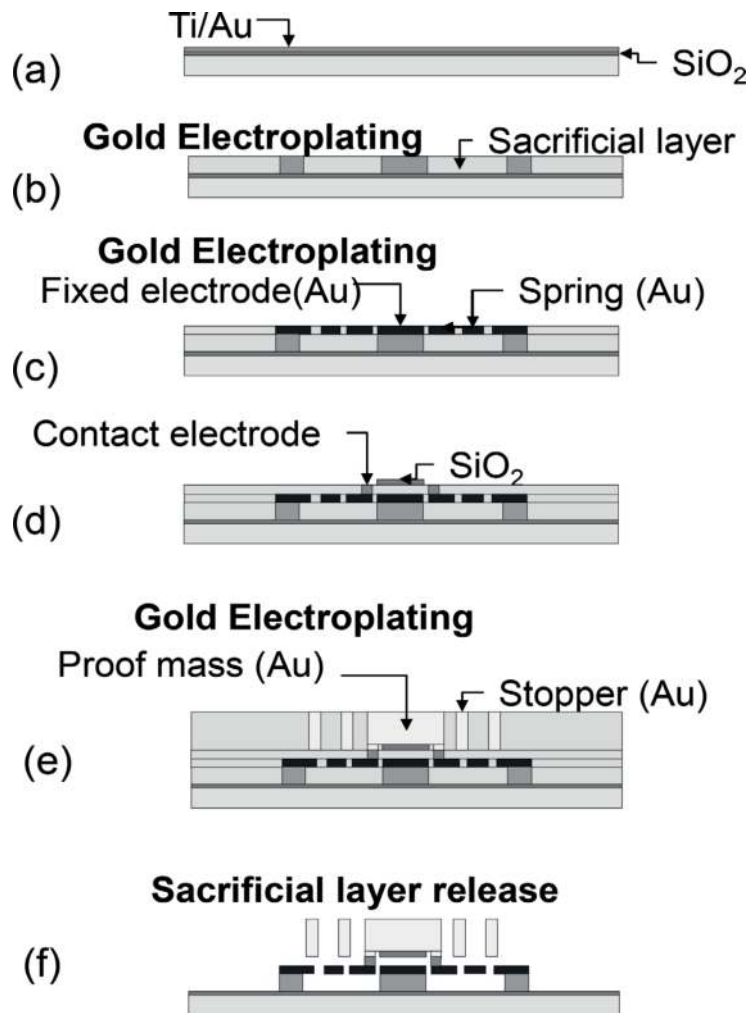 Ti/Au
(a)
SiO₂
Gold Electroplating
Sacrificial layer
(b)
Gold Electroplating
Fixed electrode(Au)
Spring (Au)
(c)
Contact electrode
SiO₂
(d)
Gold Electroplating
Proof mass (Au)
Stopper (Au)
(e)
Sacrificial layer release
(f)